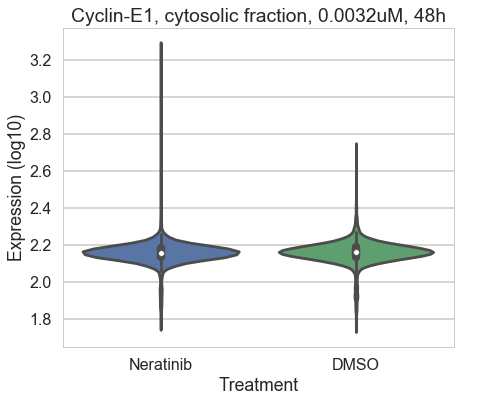 Cyclin-E1, cytosolic fraction, 0.0032uM, 48h
Expression (log10)
3.2
3.0
2.8
2.6
2.4
2.2
2.0
1.8
Neratinib DMSO
Treatment